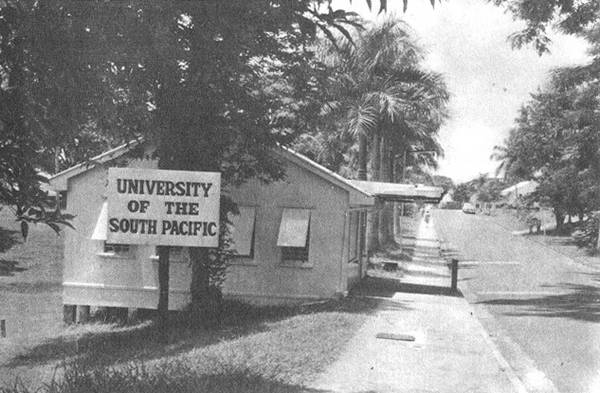 UNIVERSITY
OF THE
SOUTH PACIFIC